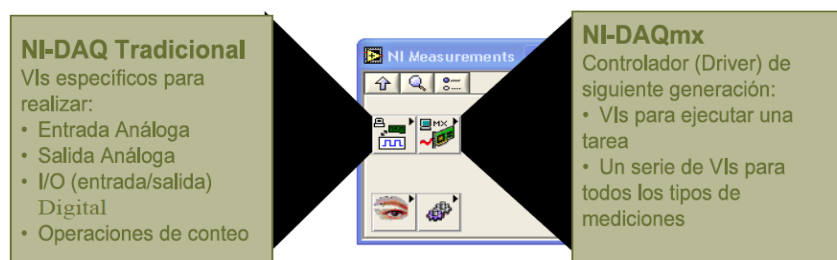 NI-DAQ Tradicional
VIs específicos para
realizar:
• Entrada Análoga
• Salida Análoga
• I/O (entrada/salida)
Digital
• Operaciones de conteo
NI Measurements
MX
NI-DAQmx
Controlador (Driver) de
siguiente generación:
• VIs para ejecutar una
tarea
• Un serie de VIs para
todos los tipos de
mediciones